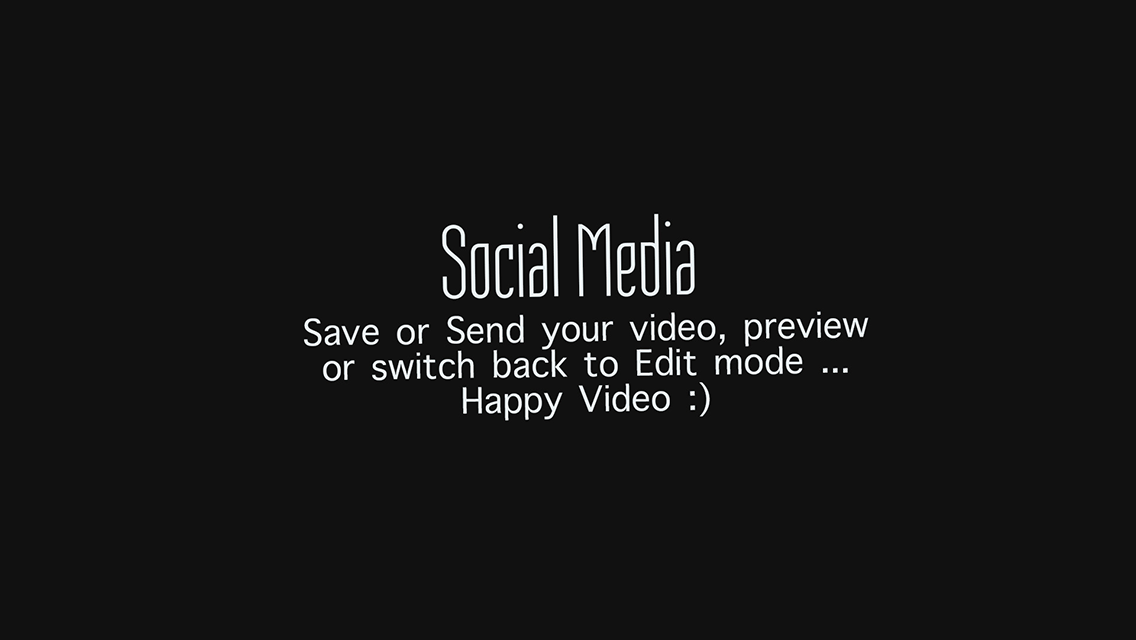 Social Media
Save or Send your video, preview
or switch back to Edit mode ...
Happy Video :)